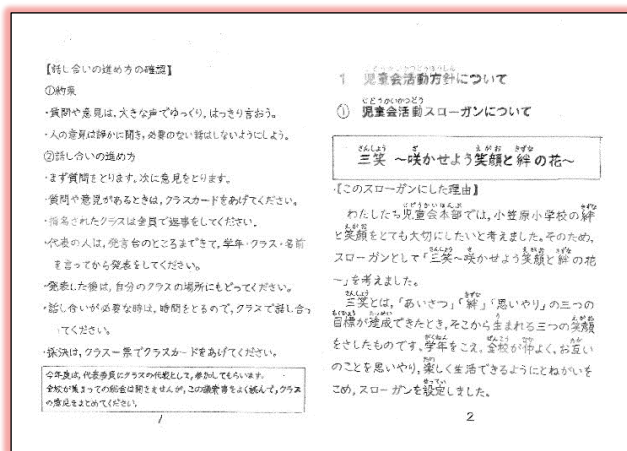 【話し合いの進め方の確認】
①約束
・質問や意見は、大きな声でゆっくり、はっきり言おう。
・人の意見は静かに聞き、必要のない話はしないようにしよう。
②話し合いの進め方
・まず質問をとります。次に意見をとります。
・質問や意見があるときは、クラスカードをあげてください。
・指名されたクラスは全員で返事をしてください。
・代表の人は、発言台のところまできて、学年・クラス・名前
を言ってから発表をしてください。
・発表した後は、自分のクラスの場所にもどってください。
・話し合いが必要な時は、時間をとるので、クラスで話し合っ
てください。
・採決は、クラス一票でクラスカードをあげてください。
今年度は、代表委員にクラスの代表として、参加してもらいます。
全校が集まっての総会は開きませんが、この議案書をよく読んで、クラス
の意見をまとめてください。
1
1 児童会活動方針について
① 児童会活動スローガンについて
三笑 ～咲かせよう笑顔と絆の花～
・【このスローガンにした理由】
わたしたち児童会本部では、小笠原小学校の絆
と笑顔をとても大切にしたいと考えました。そのため、
スローガンとして「三笑～咲かせよう笑顔と絆の花
～」を考えました。
三笑とは、「あいさつ」「絆」「思いやり」の三つの
目標が達成できたとき、そこから生まれる三つの笑顔
をさしたものです。学年をこえ、全校が仲よく、お互い
のことを思いやり、楽しく生活できるようにとねがいを
こめ、スローガンを設定しました。
2